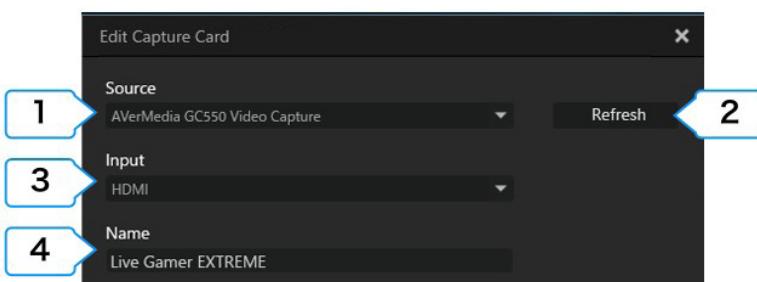 Edit Capture Card
Source
1 AVerMedia GC550 Video Capture Refresh 2
Input
3 HDMI
Name
4 Live Gamer EXTREME